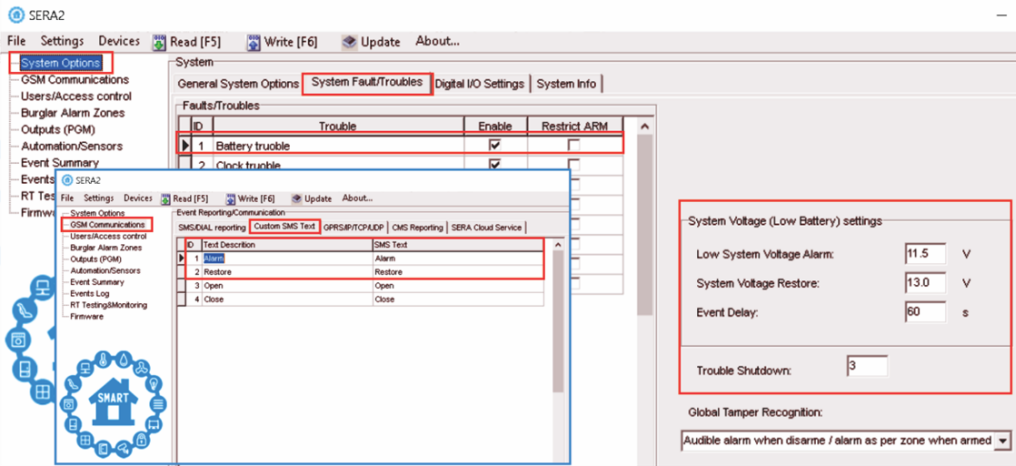 SERA2
File Settings Devices Read [F5] Write [F6] Update About...
System Options
GSM Communications
Users/Access control
Burglar Alarm Zones
Outputs (PGM)
Automation/Sensors
Event Summary
Events
RT Tes
Firmw
System
General System Options System Fault/Troubles Digital I/O Settings System Info
Faults/Troubles
ID Trouble Enable Restrict ARM
1 Battery truoble
2 Clock truoble
SERA2
File Settings Devices Read [F5] Write [F6] Update About...
System Options
GSM Communications
Users/Access control
Burglar Alarm Zones
Outputs (PGM)
Automation/Sensors
Event Summary
Events Log
RT Testing&Monitoring
Firmware
Event Reporting/Communication
SMS/DIAL reporting Custom SMS Text GPRS/IP/TCP/UDP CMS Reporting SERA Cloud Service
ID Text Descrition SMS Text
1 Alarm Alarm
2 Restore Restore
3 Open Open
4 Close Close
SMART
System Voltage (Low Battery) settings
Low System Voltage Alarm: 11.5 V
System Voltage Restore: 13.0 V
Event Delay: 60 s
Trouble Shutdown: 3
Global Tamper Recognition:
Audible alarm when disarme / alarm as per zone when armed